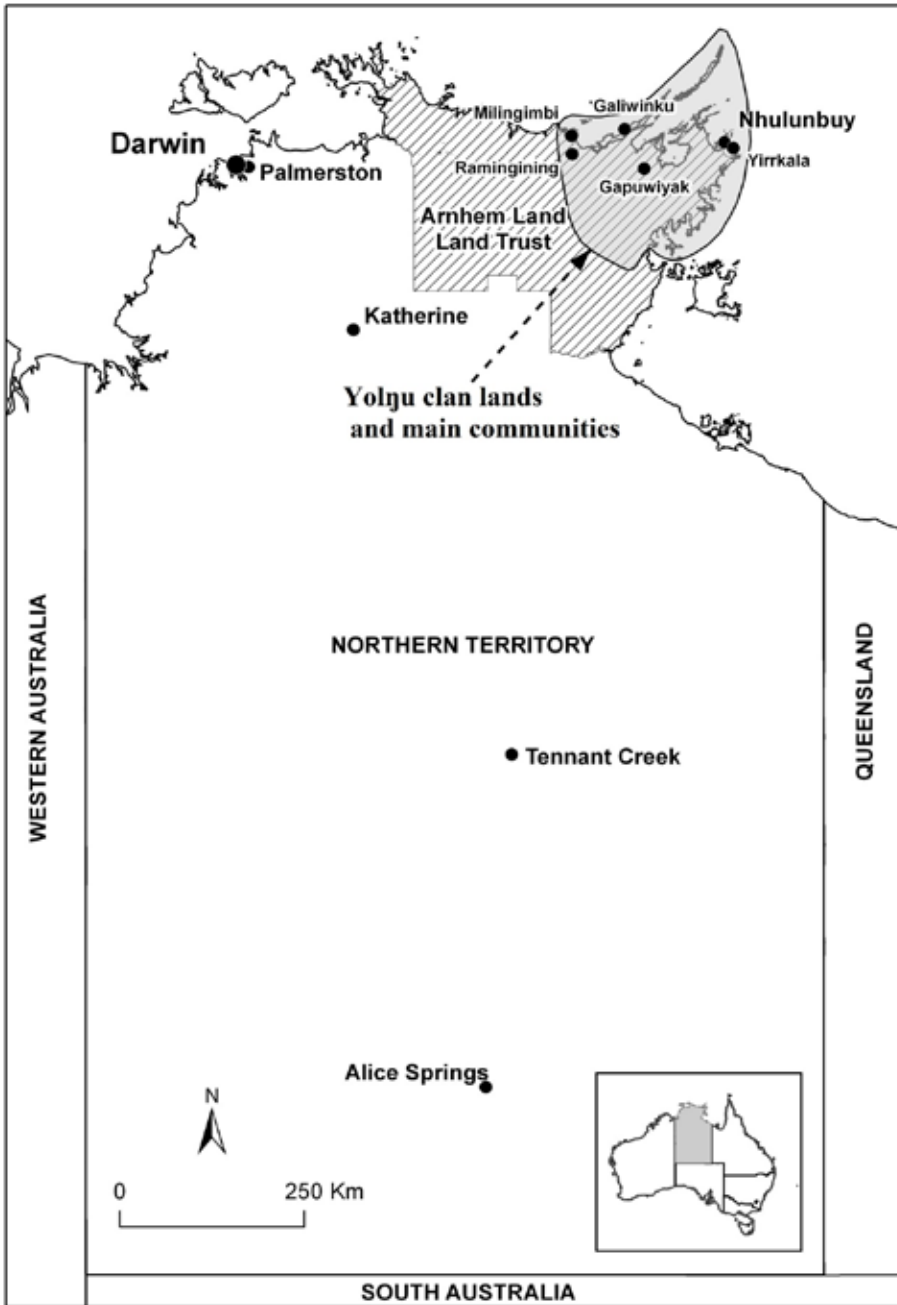 Milingimbi
'Galiwinku
Nhulunbuy
Darwin
Palmerston
Ramingining
Yirrkala
Gapuwiyak
Arnhem Land
Land Trust
Katherine
Yolŋu clan lands
and main communities
WESTERN AUSTRALIA
NORTHERN TERRITORY
QUEENSLAND
Tennant Creek
Alice Springs
N
0 250 Km
SOUTH AUSTRALIA